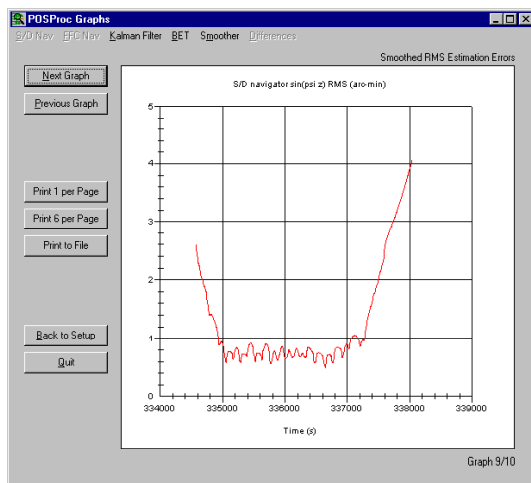 POSProc Graphs
S/D Nav EFC Nav Kalman Filter BET Smoother Differences
Smoothed RMS Estimation Errors
Next Graph
Previous Graph
Print 1 per Page
Print 6 per Page
Print to File
Back to Setup
Quit
S/D navigator sin(psi z) RMS (arc-min)
5
4
3
2
1
0
334000 335000 336000 337000 338000 339000
Time (s)
Graph 9/10